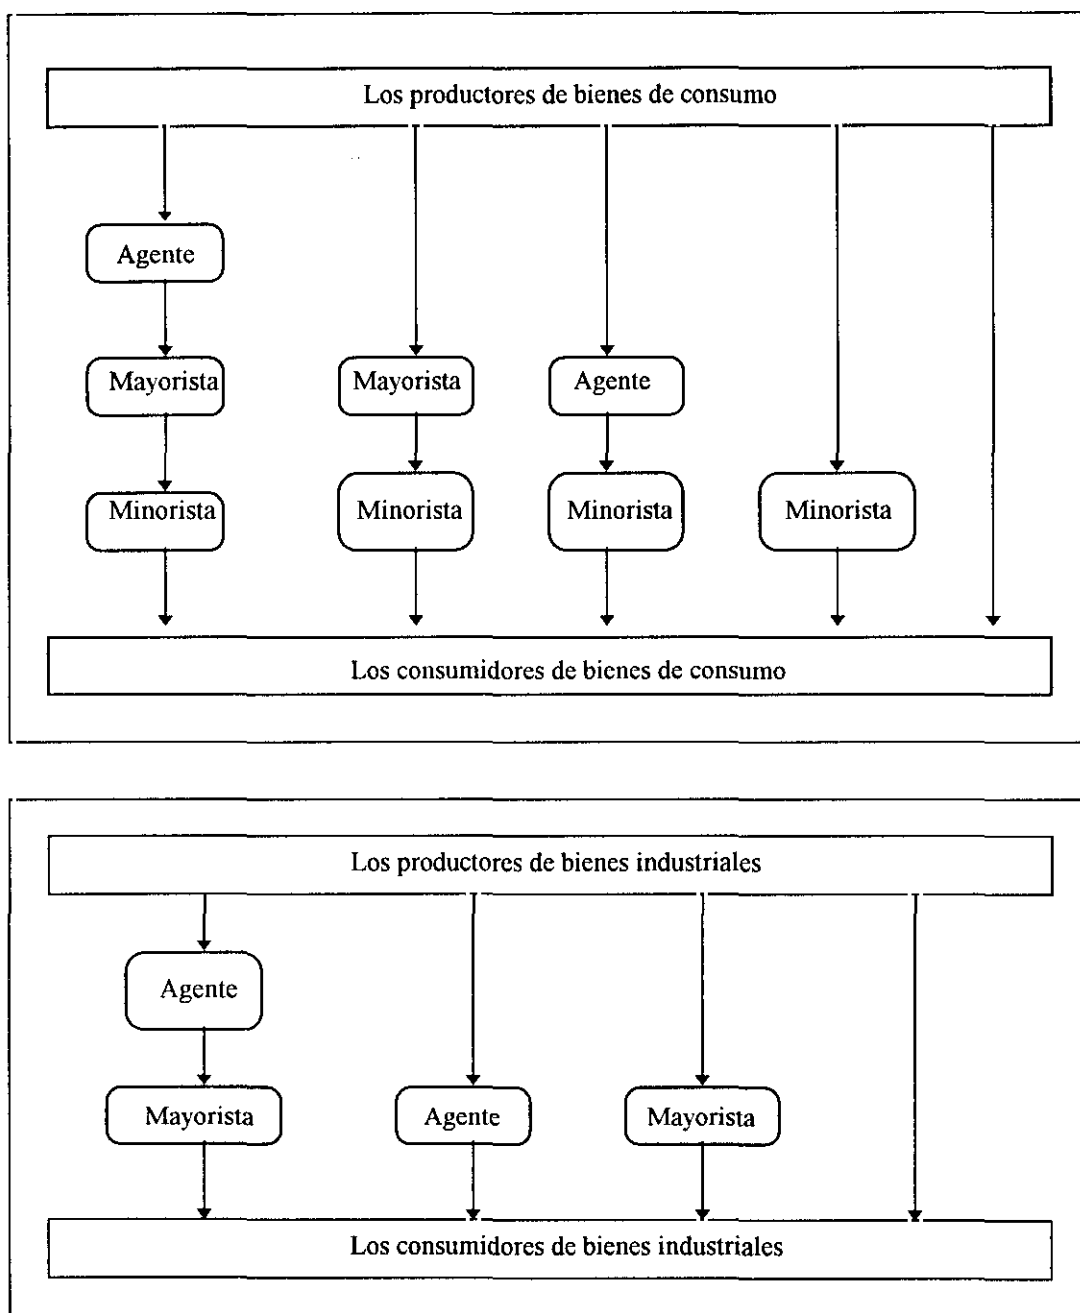 Los productores de bienes de consumo
Agente
Mayorista
Mayorista
Agente
Minorista
Minorista
Minorista
Minorista
Los consumidores de bienes de consumo
Los productores de bienes industriales
Agente
Mayorista
Agente
Mayorista
Los consumidores de bienes industriales